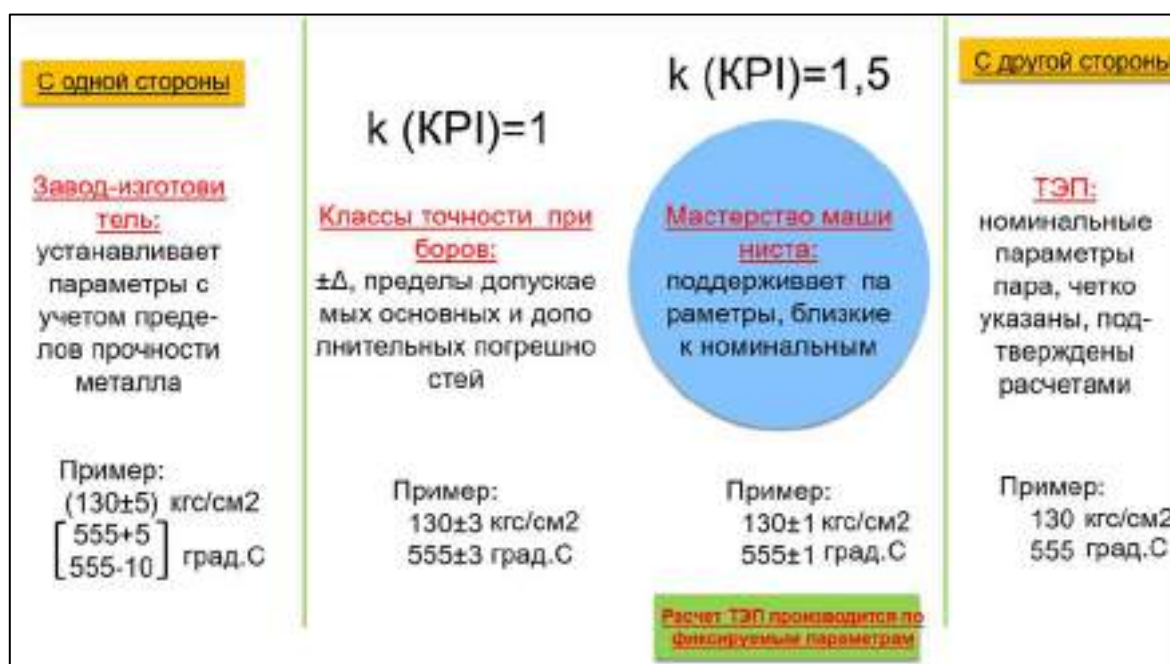 С одной стороны
Завод-изготови
тель:
устанавливает
параметры с
учетом преде-
лов прочности
металла
Пример:
(130±5) кгс/см2
555+5
555-10
град.С
k (KPI)=1
Классы точности при
боров:
±Δ, пределы допускае
мых основных и допо
лнительных погрешно
стей
Пример:
130±3 кгс/см2
555±3 град.С
k (KPI)=1,5
Мастерство маши
ниста:
поддерживает па
раметры, близкие
к номинальным
Пример:
130±1 кгс/см2
555±1 град.С
Расчет ТЭП производится по
фиксируемым параметрам
С другой стороны
ТЭП:
номинальные
параметры
пара, четко
указаны, под-
тверждены
расчетами
Пример:
130 кгс/см2
555 град.С